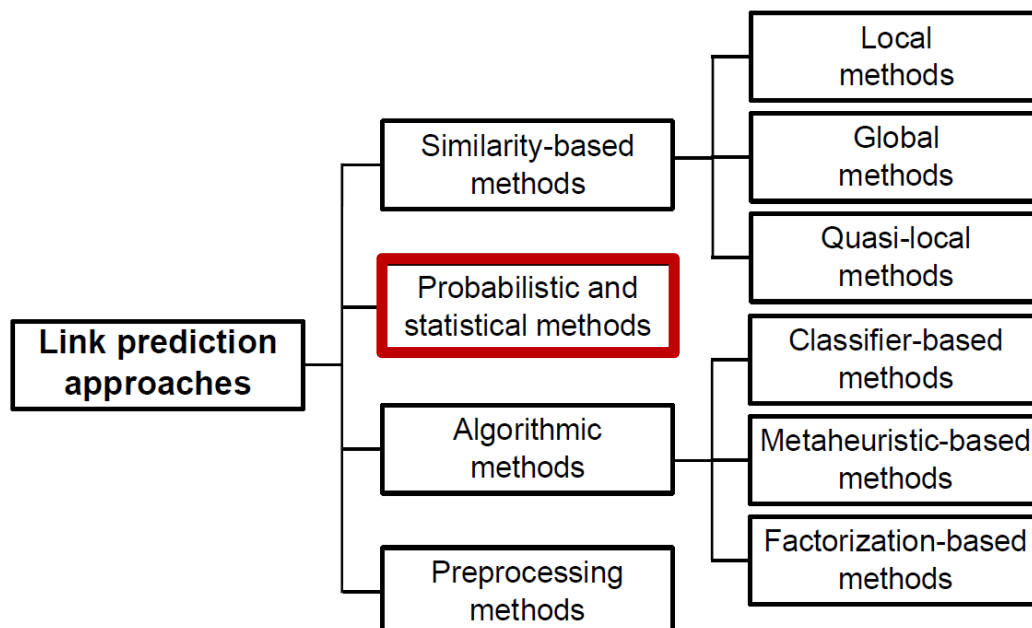 Local
methods
Similarity-based
methods
Global
methods
Quasi-local
methods
Probabilistic and
statistical methods
Link prediction
approaches
Classifier-based
methods
Algorithmic
methods
Metaheuristic-based
methods
Factorization-based
methods
Preprocessing
methods